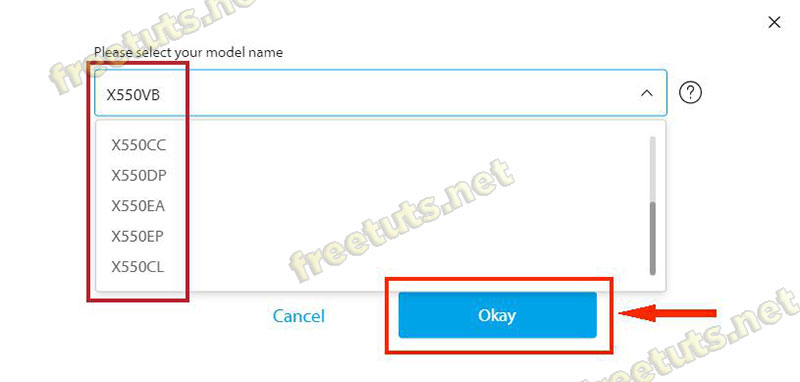 Please select your model name
X550VB
?
X550CC
X550DP
X550EA
X550EP
X550CL
Cancel
Okay
freetuts.net
freetuts.net
freetuts.net